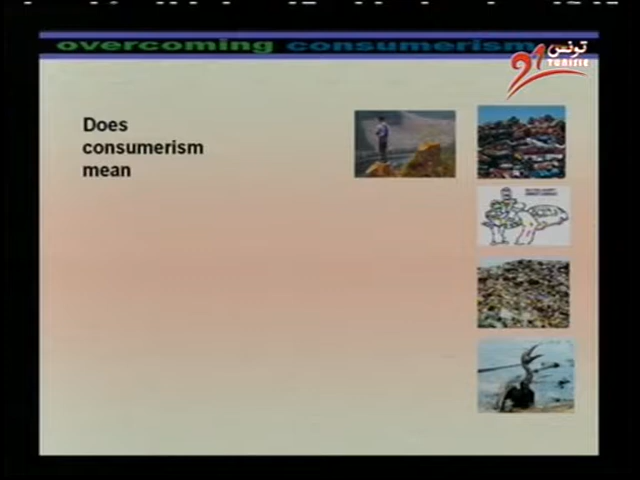 overcoming consumerism
تونس
21
TUNISIE
Does
consumerism
mean